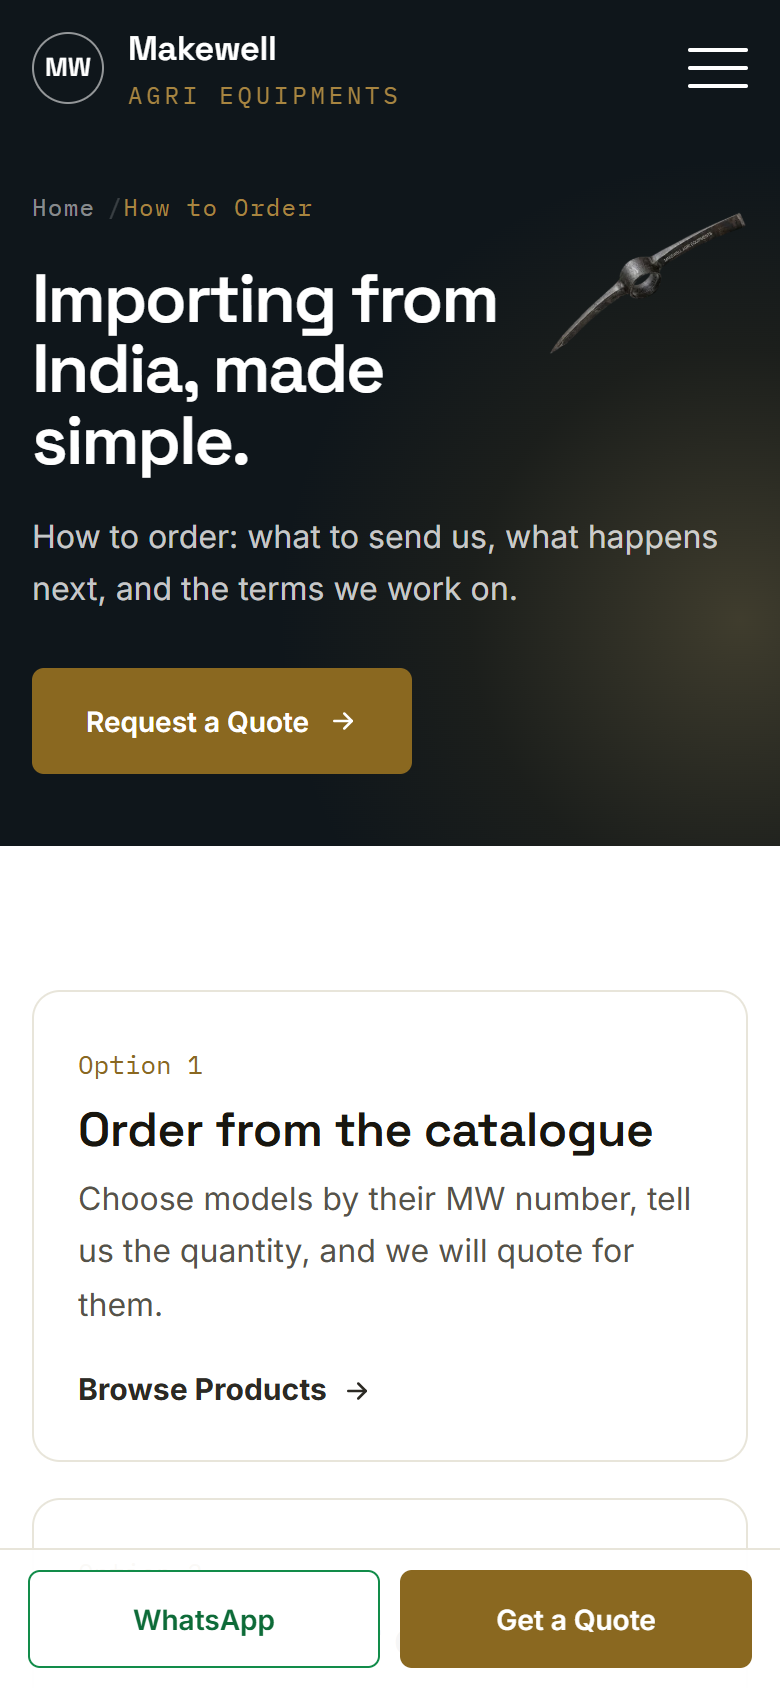 MW
Makewell
AGRI EQUIPMENTS
Home /How to Order
Importing from
India, made
simple.
How to order: what to send us, what happens
next, and the terms we work on.
Request a Quote →
Option 1
Order from the catalogue
Choose models by their MW number, tell
us the quantity, and we will quote for
them.
Browse Products →
WhatsApp
Get a Quote